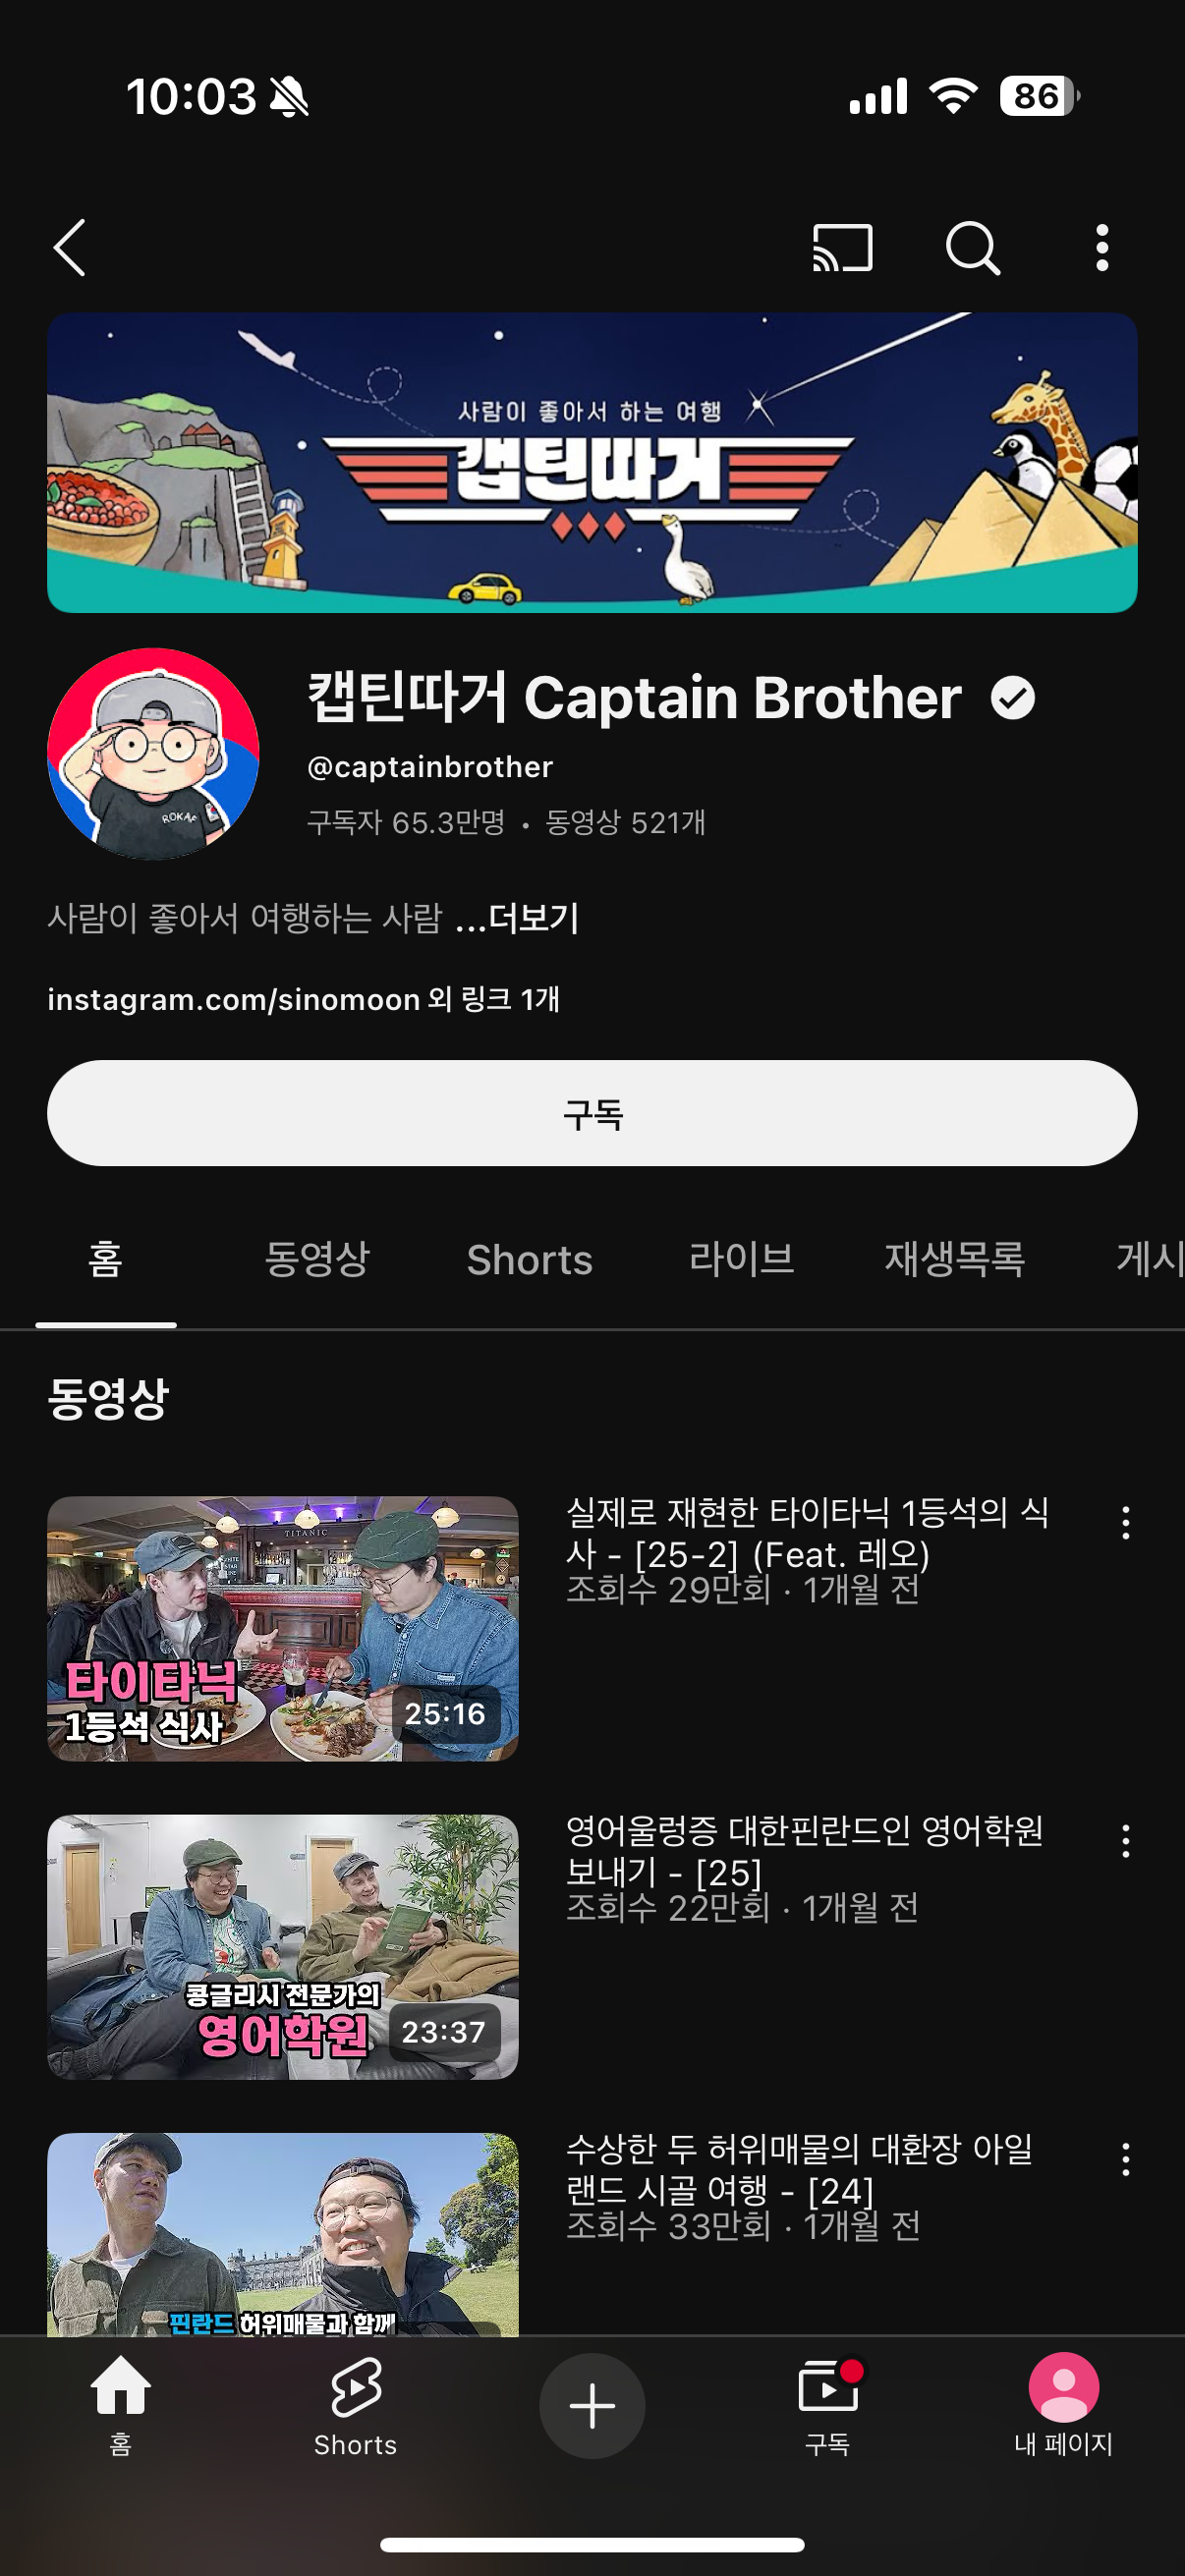 10:03
86
사람이 좋아서 하는 여행
캡틴따거
ROKAF
캡틴따거 Captain Brother
@captainbrother
구독자 65.3만명 • 동영상 521개
사람이 좋아서 여행하는 사람 ...더보기
instagram.com/sinomoon 외 링크 1개
구독
홈 동영상 Shorts 라이브 재생목록 게시
동영상
TITANIC
WHITE
STAR
LINE
타이타닉
1등석 식사
25:16
실제로 재현한 타이타닉 1등석의 식
사 - [25-2] (Feat. 레오)
조회수 29만회 · 1개월 전
콩글리시 전문가의
영어학원
23:37
영어울렁증 대한핀란드인 영어학원
보내기 - [25]
조회수 22만회 · 1개월 전
핀란드 허위매물과 함께
수상한 두 허위매물의 대환장 아일
랜드 시골 여행 - [24]
조회수 33만회 · 1개월 전
홈 Shorts 구독 내 페이지